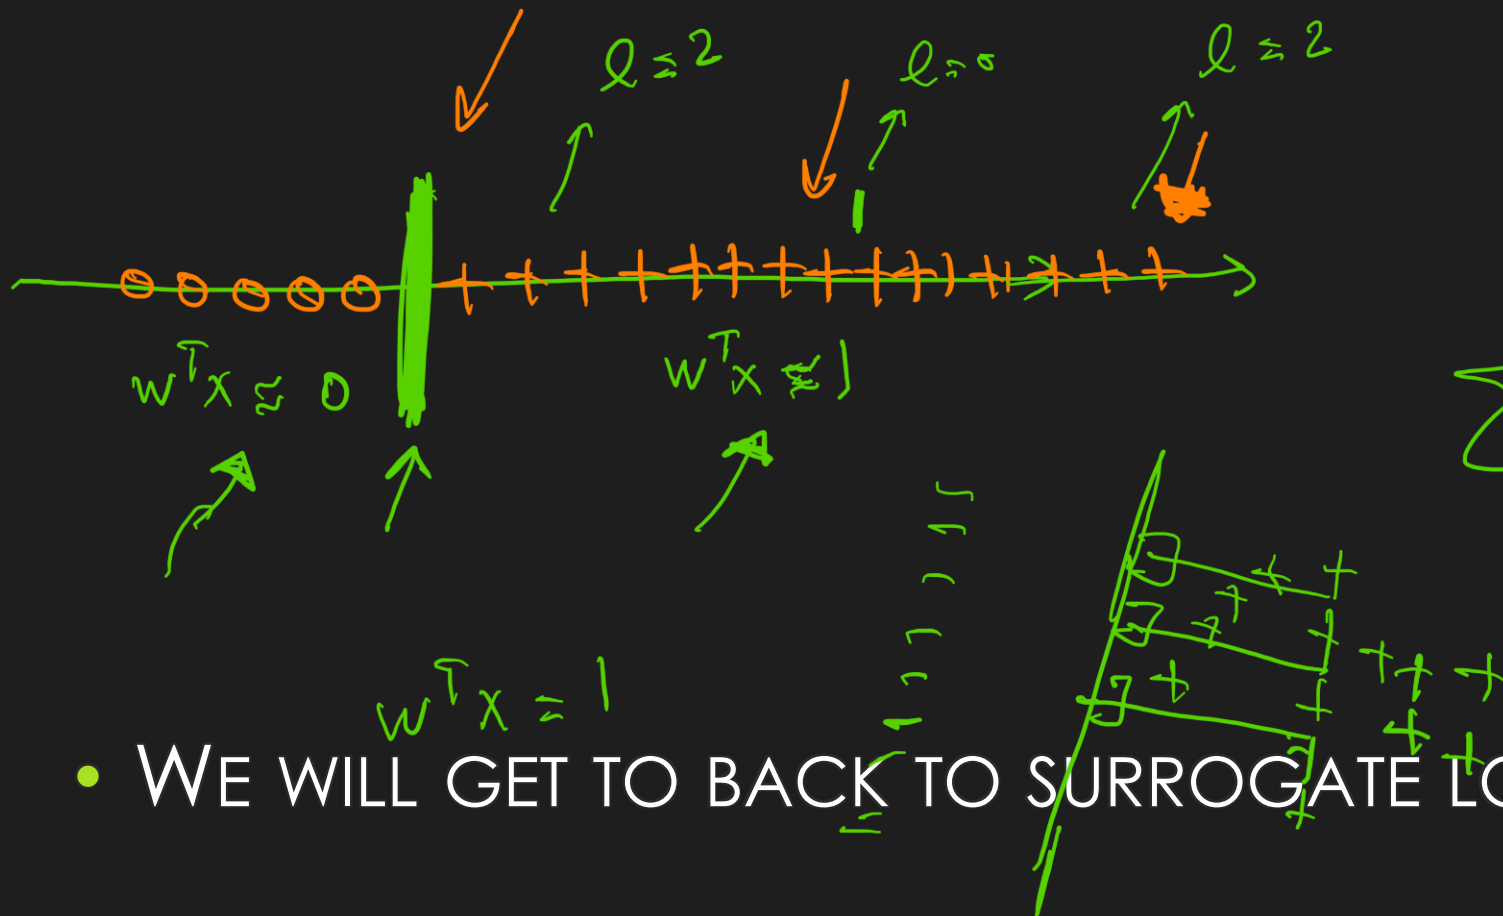 l = 2 l = 0 l = 2
wᵀx ≈ 0 wᵀx ≈ 1
wᵀx = 1
• WE WILL GET TO BACK TO SURROGATE LO